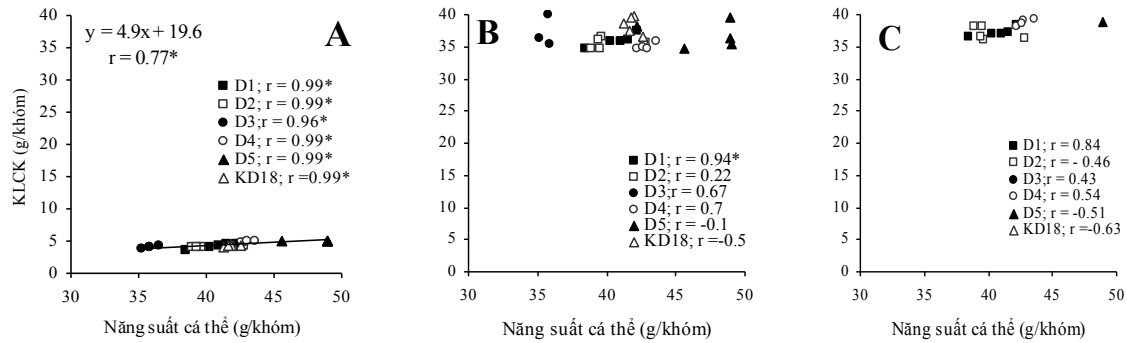 y = 4.9x + 19.6
r = 0.77*
A
D1; r = 0.99*
D2; r = 0.99*
D3;r = 0.96*
D4; r = 0.99*
D5; r = 0.99*
KD18; r =0.99*
KLCK (g/khóm)
40
35
30
25
20
15
10
5
0
30 35 40 45 50
Năng suất cá thể (g/khóm)
B
D1; r = 0.94*
D2; r = 0.22
D3;r = 0.67
D4; r = 0.7
D5; r = -0.1
KD18; r =-0.5
40
35
30
25
20
15
10
5
0
30 35 40 45 50
Năng suất cá thể (g/khóm)
C
D1; r = 0.84
D2; r = - 0.46
D3;r = 0.43
D4; r = 0.54
D5; r = -0.51
KD18; r =-0.63
40
35
30
25
20
15
10
5
0
30 35 40 45 50
Năng suất cá thể (g/khóm)